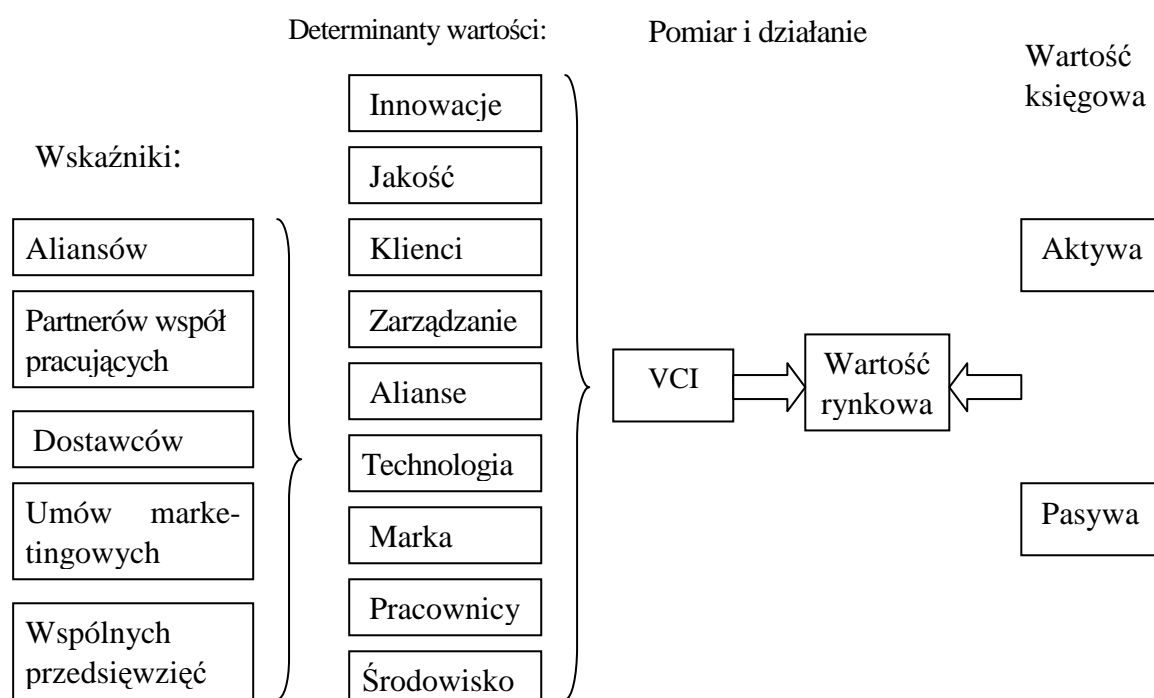 Determinanty wartości:
Pomiar i działanie
Wartość
księgowa
Wskaźniki:
Aliansów
Partnerów współ
pracujących
Dostawców
Umów marke-
tingowych
Wspólnych
przedsięwzięć
Innowacje
Jakość
Klienci
Zarządzanie
Alianse
Technologia
Marka
Pracownicy
Środowisko
VCI
Wartość
rynkowa
Aktywa
Pasywa